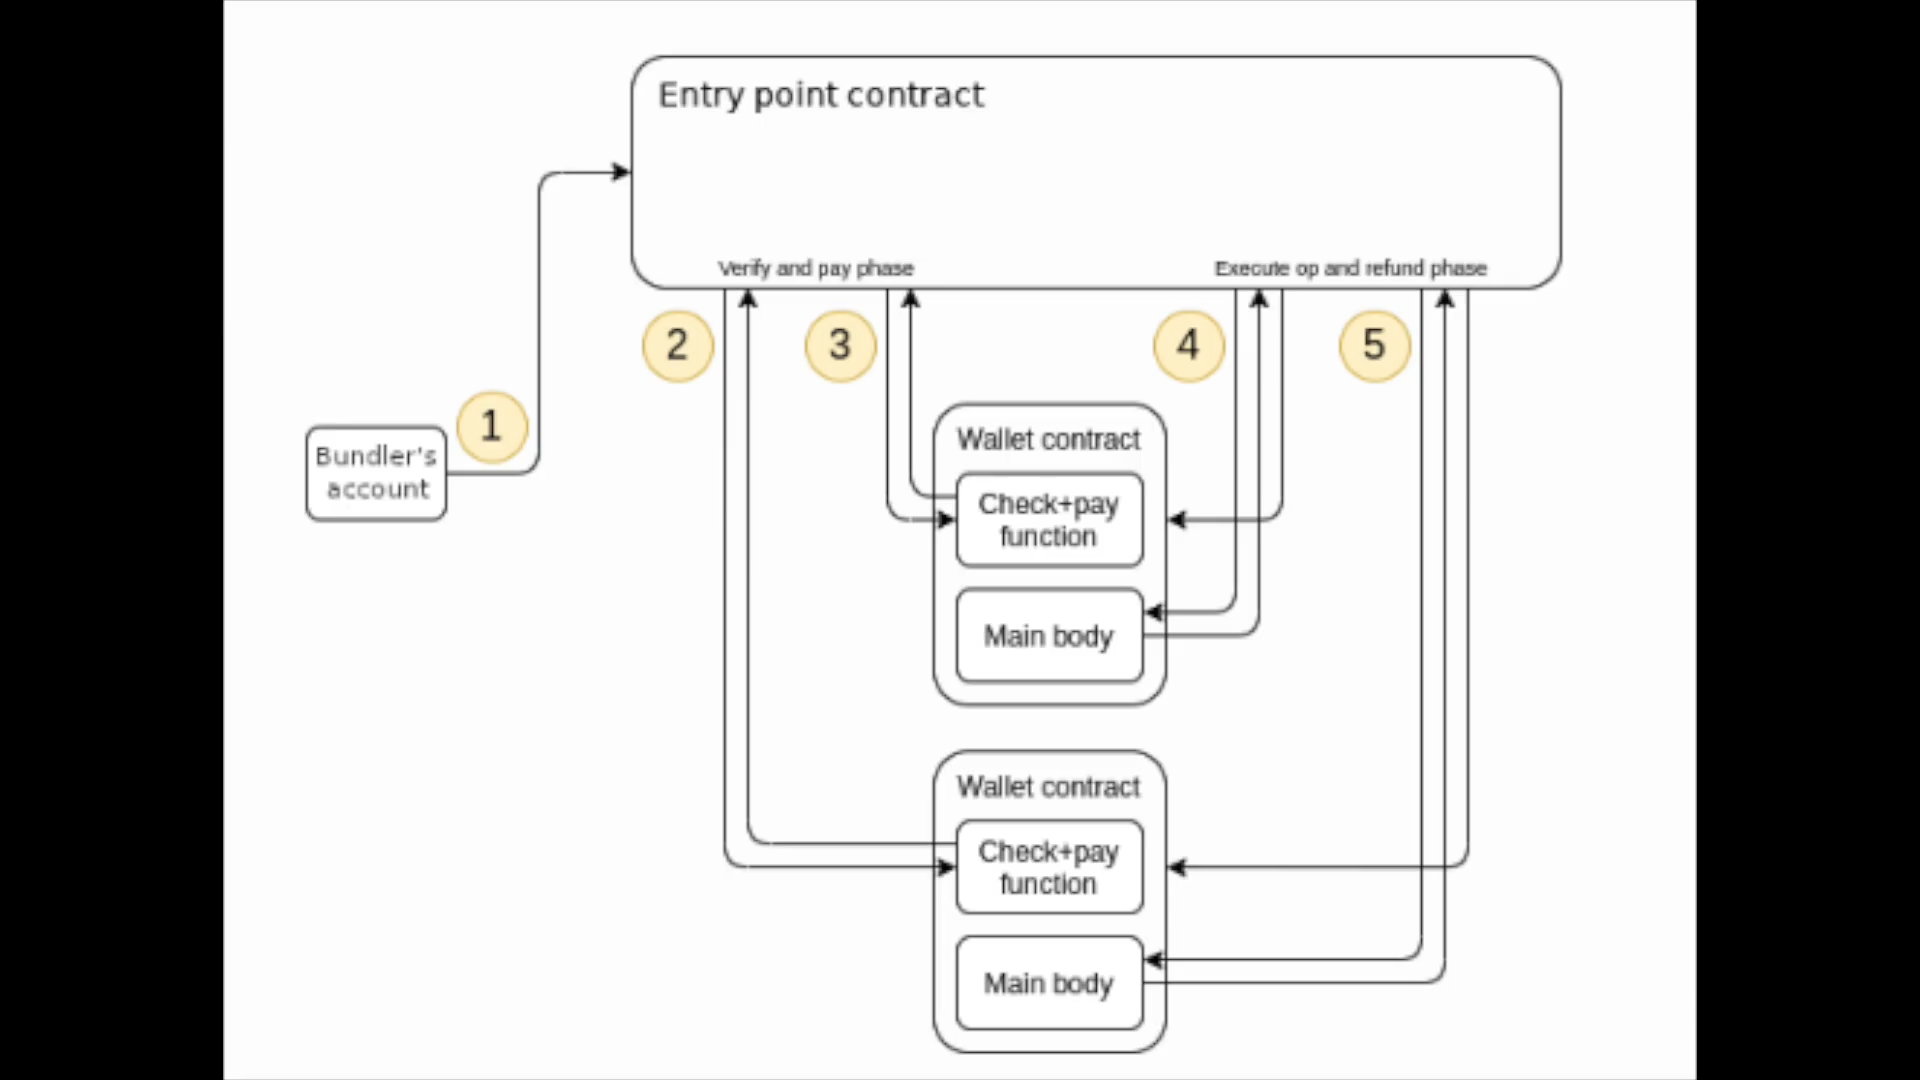 Entry point contract
Verify and pay phase
Execute op and refund phase
1
2
3
4
5
Bundler's
account
Wallet contract
Check+pay
function
Main body
Wallet contract
Check+pay
function
Main body